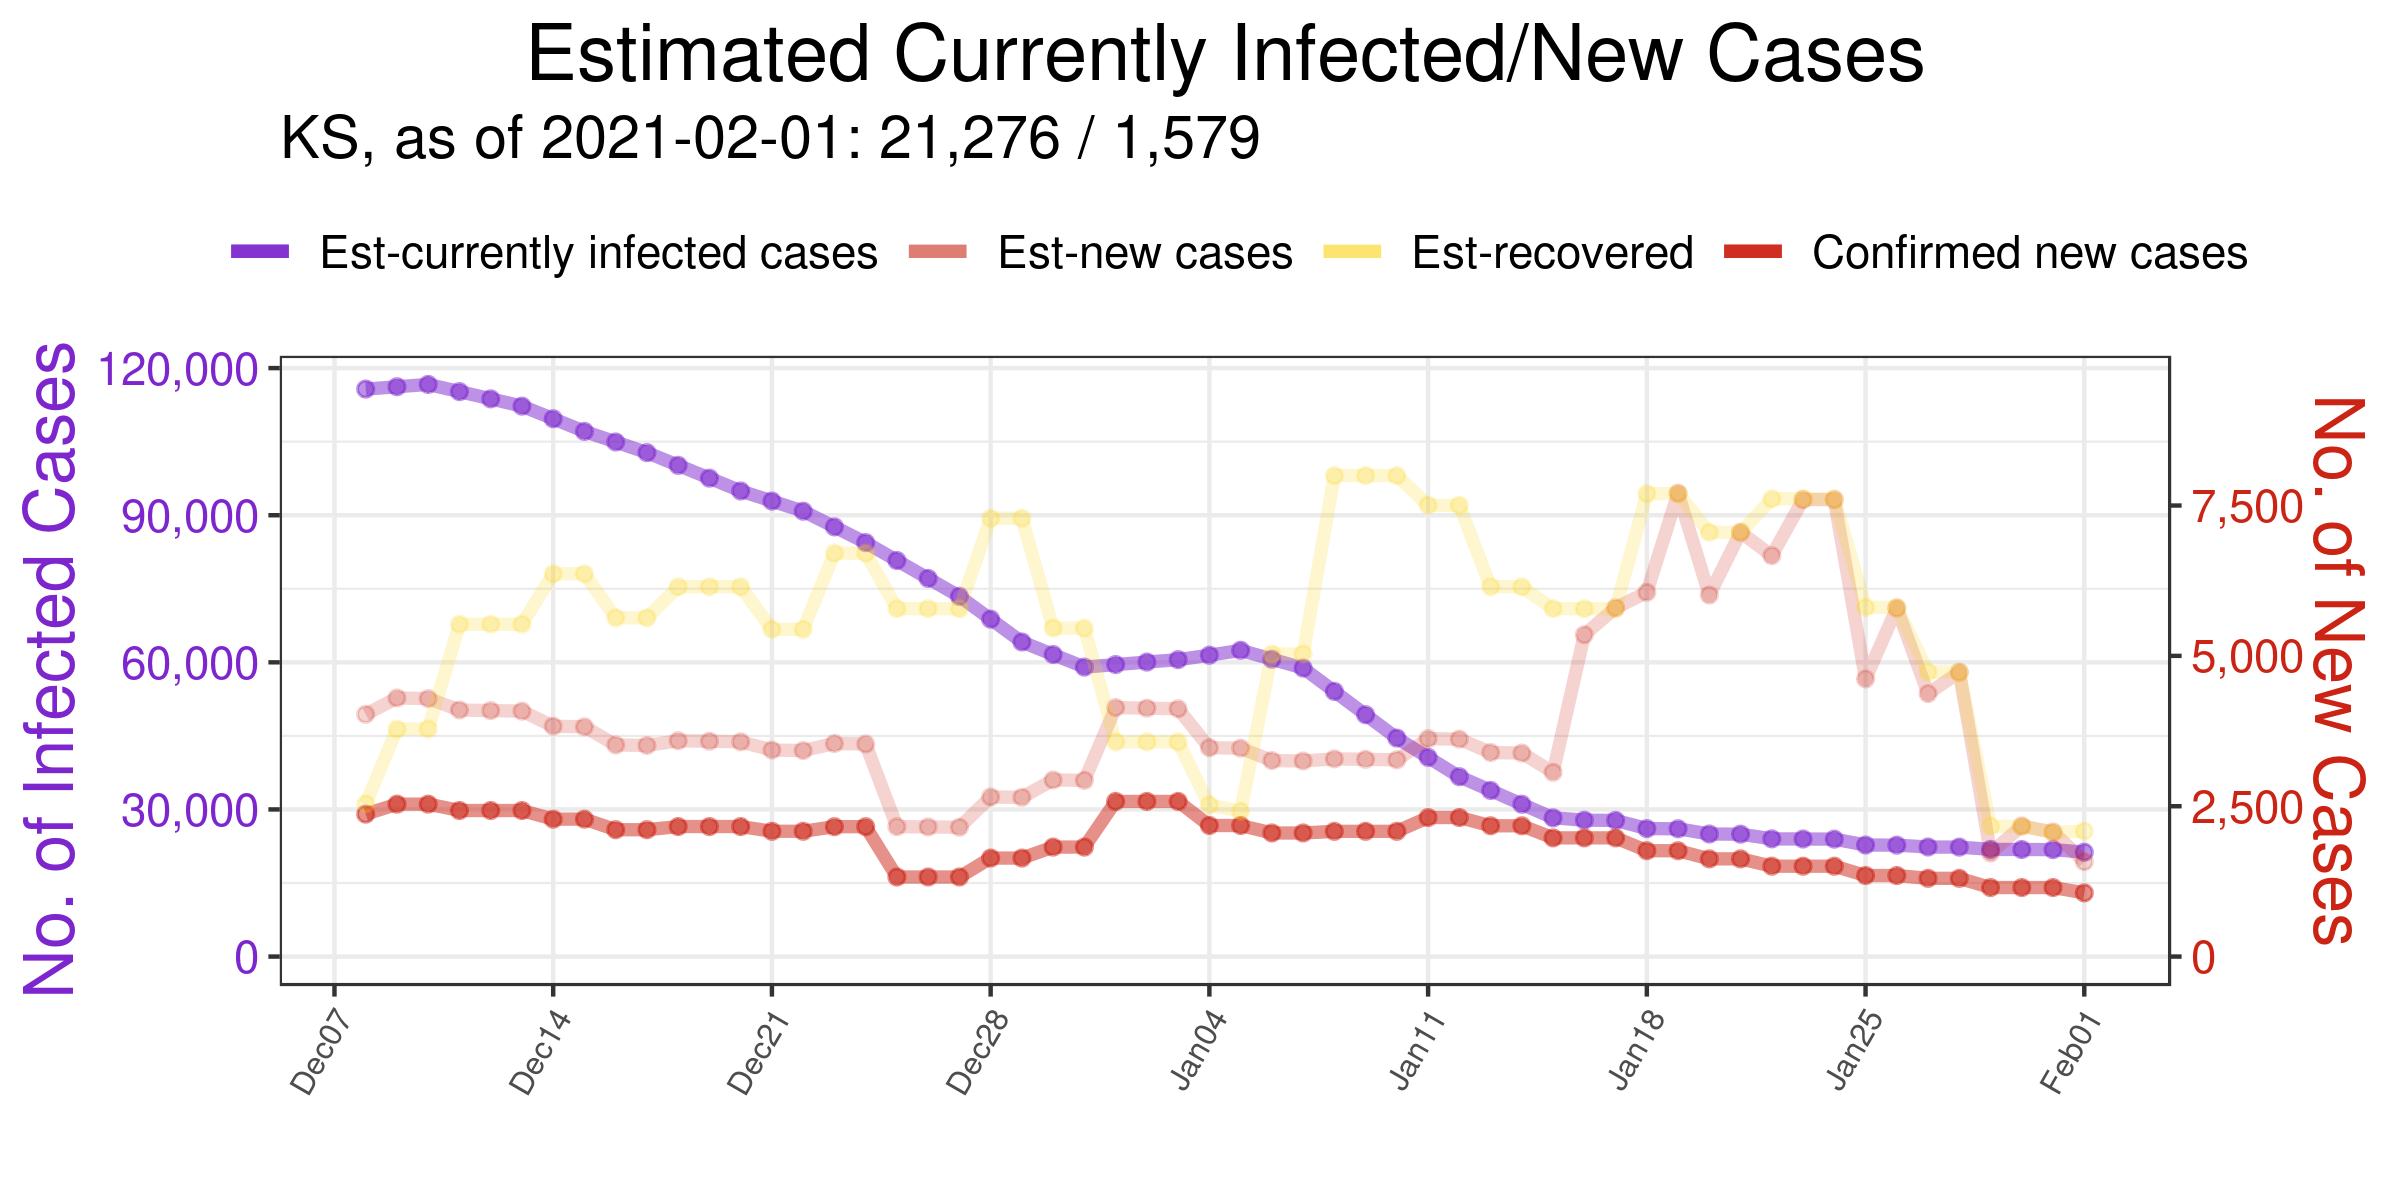 Estimated Currently Infected/New Cases
KS, as of 2021-02-01: 21,276 / 1,579
Est-currently infected cases Est-new cases Est-recovered Confirmed new cases
No. of Infected Cases
120,000
90,000
60,000
30,000
0
7,500
5,000
2,500
0
No. of New Cases
Dec07 Dec14 Dec21 Dec28 Jan04 Jan11 Jan18 Jan25 Feb01